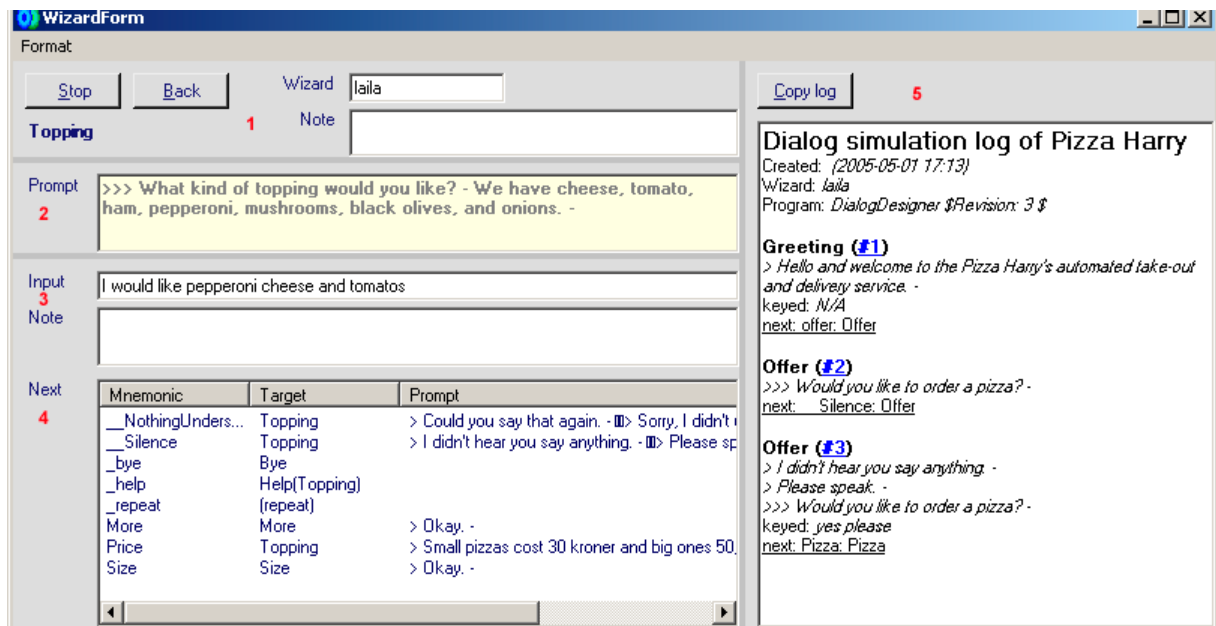 WizardForm
Format
Stop Back Wizard laila
1 Note
Topping
Prompt >>> What kind of topping would you like? - We have cheese, tomato,
2 ham, pepperoni, mushrooms, black olives, and onions. -
Input I would like pepperoni cheese and tomatos
3
Note
Next Mnemonic Target Prompt
4
__NothingUnders... Topping > Could you say that again. - > Sorry, I didn't
__Silence Topping > I didn't hear you say anything. - > Please sp
_bye Bye
_help Help(Topping)
_repeat (repeat)
More More > Okay. -
Price Topping > Small pizzas cost 30 kroner and big ones 50,
Size Size > Okay. -
Copy log 5
Dialog simulation log of Pizza Harry
Created: (2005-05-01 17:13)
Wizard: laila
Program: DialogDesigner $Revision: 3 $
Greeting (#1)
> Hello and welcome to the Pizza Harry's automated take-out
and delivery service. -
keyed: N/A
next: offer: Offer
Offer (#2)
>>> Would you like to order a pizza? -
next: __Silence: Offer
Offer (#3)
> I didn't hear you say anything. -
> Please speak. -
>>> Would you like to order a pizza? -
keyed: yes please
next: Pizza: Pizza